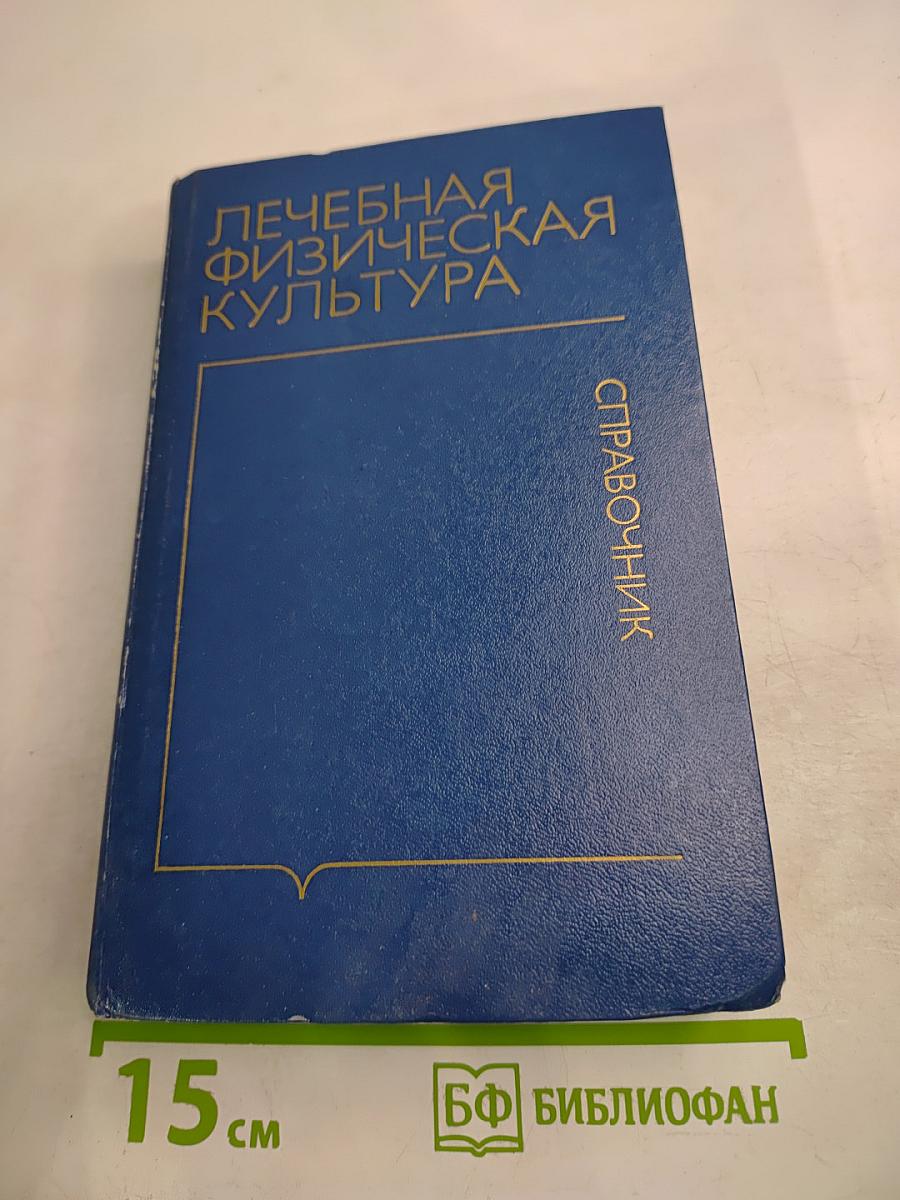 ЛЕЧЕБНАЯ
ФИЗИЧЕСКАЯ
КУЛЬТУРА
СПРАВОЧНИК
15 см
БФ БИБЛИОФАН